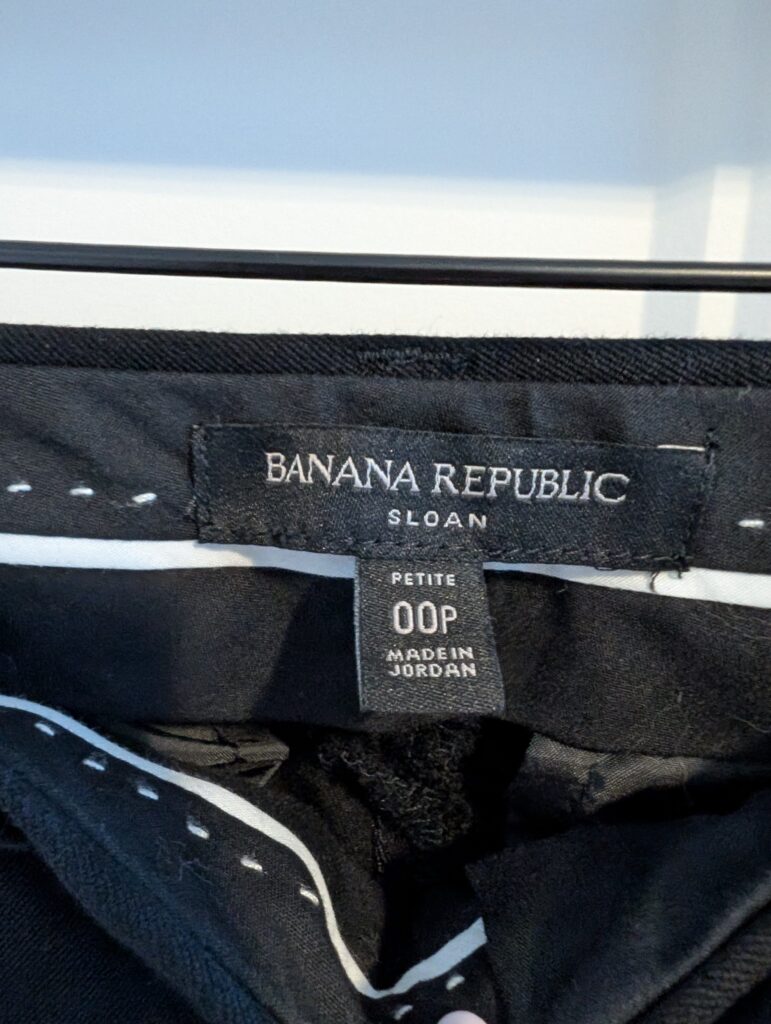 BANANA REPUBLIC
SLOAN
PETITE
00P
MADE IN
JORDAN